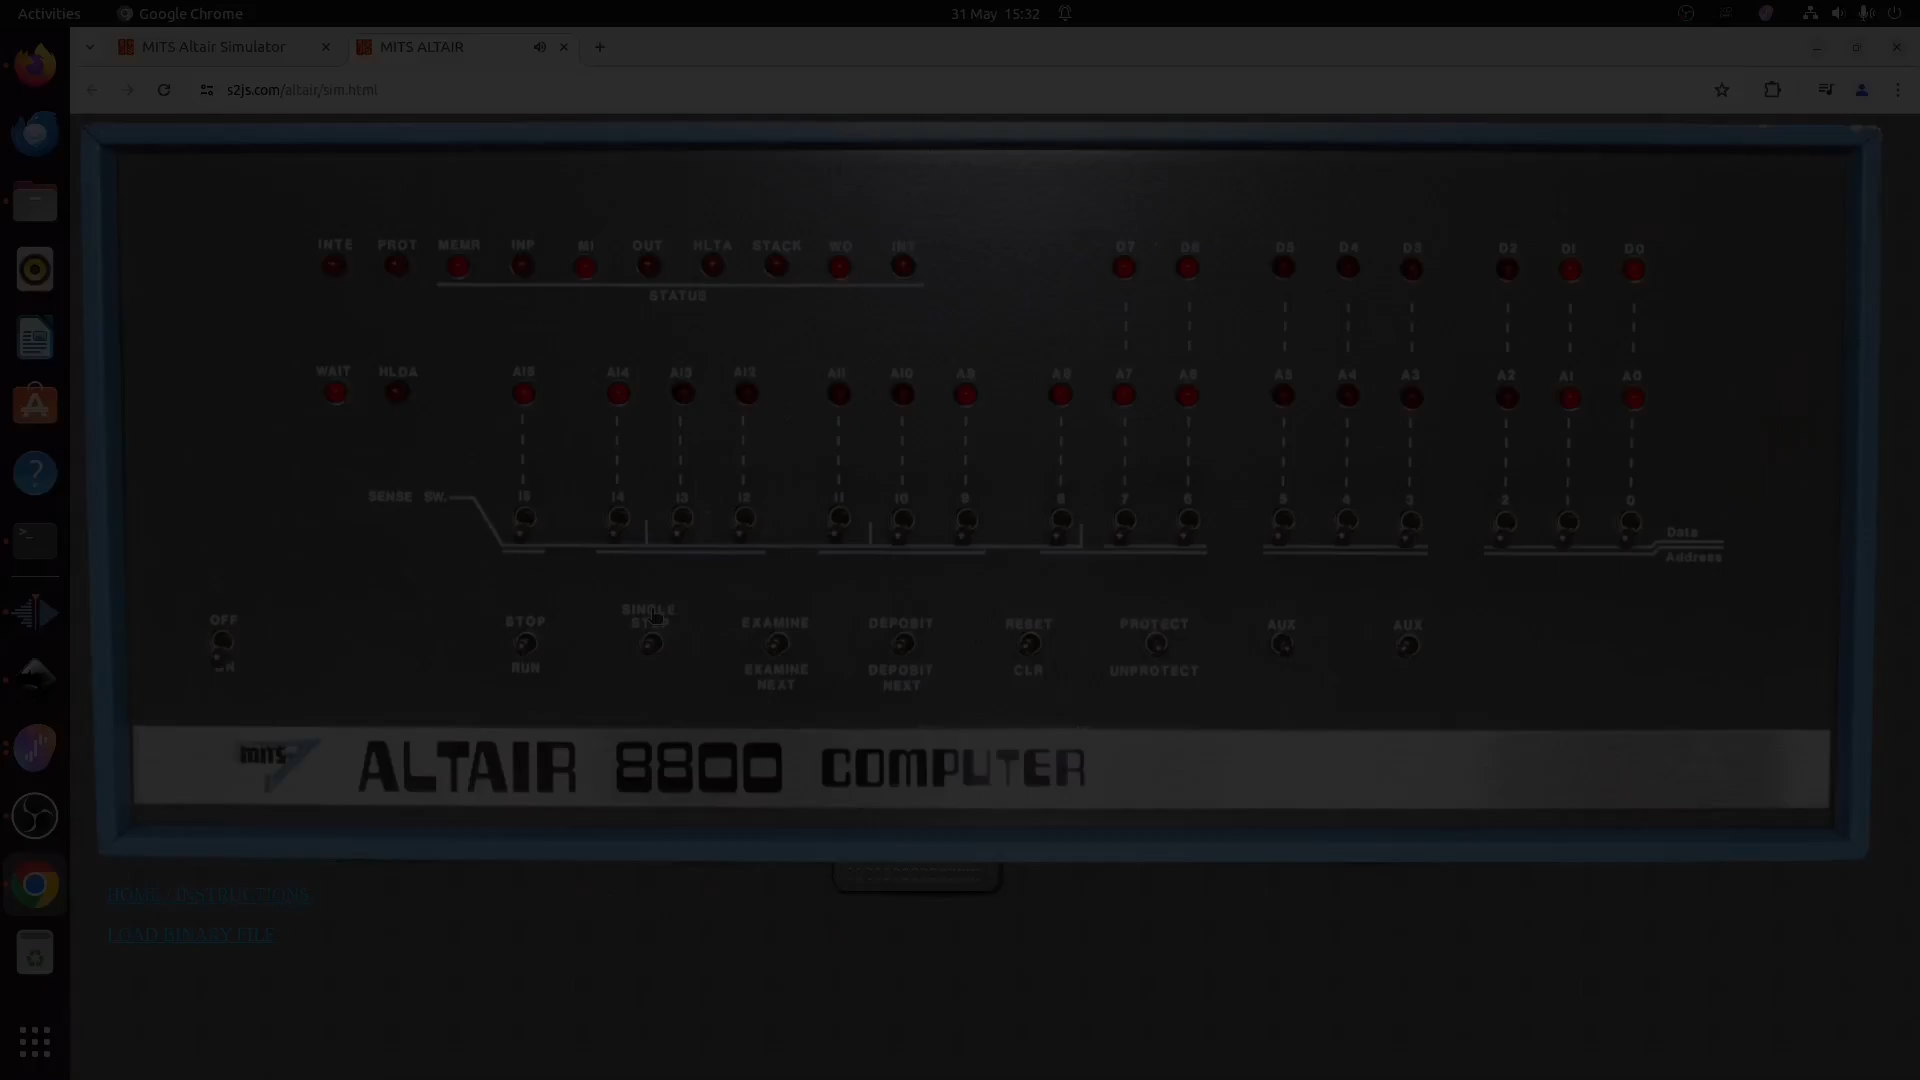 Activities
Google Chrome
31 May 15:32
MITS Altair Simulator
MITS ALTAIR
s2js.com/altair/sim.html
INTE PROT MEMR INP MI OUT HLTA STACK WO INT
D7 D6 D5 D4 D3 D2 D1 D0
STATUS
WAIT HLDA A15 A14 A13 A12 A11 A10 A9 A8 A7 A6 A5 A4 A3 A2 A1 A0
SENSE SW. 15 14 13 12 11 10 9 8 7 6 5 4 3 2 1 0
Data
Address
OFF
ON
STOP
RUN
SINGLE
STEP
EXAMINE
EXAMINE
NEXT
DEPOSIT
DEPOSIT
NEXT
RESET
CLR
PROTECT
UNPROTECT
AUX
AUX
mits ALTAIR 8800 COMPUTER
HOME / INSTRUCTIONS
LOAD BINARY FILE